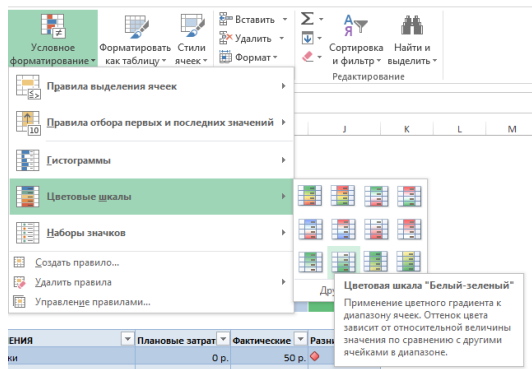 Условное форматирование
Форматировать как таблицу
Стили ячеек
Вставить
Удалить
Формат
Сортировка и фильтр
Найти и выделить
Редактирование
Правила выделения ячеек
Правила отбора первых и последних значений
Гистограммы
Цветовые шкалы
Наборы значков
Создать правило...
Удалить правила
Управление правилами...
J K L M
Цветовая шкала "Белый-зеленый"
Применение цветного градиента к
диапазону ячеек. Оттенок цвета
зависит от относительной величины
значения по сравнению с другими
ячейками в диапазоне.
ЕНИЯ Плановые затрат Фактические Разн
ки 0 р. 50 р.